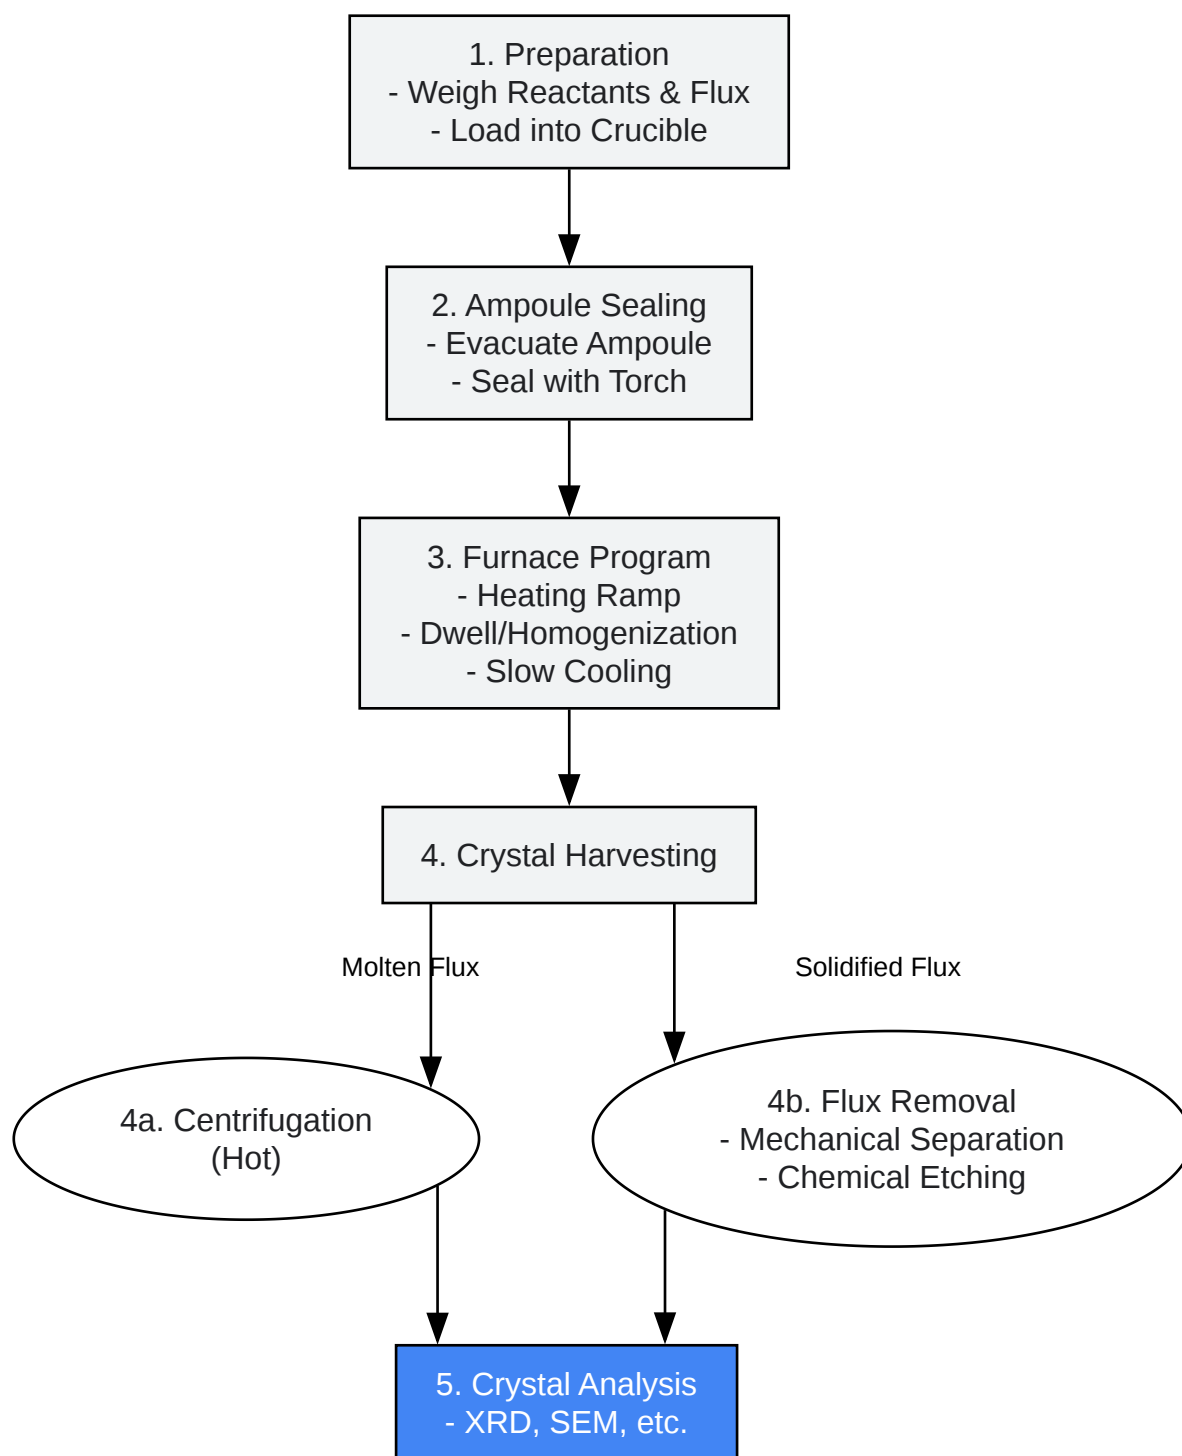 1. Preparation
- Weigh Reactants & Flux
- Load into Crucible
2. Ampoule Sealing
- Evacuate Ampoule
- Seal with Torch
3. Furnace Program
- Heating Ramp
- Dwell/Homogenization
- Slow Cooling
4. Crystal Harvesting
Molten Flux
Solidified Flux
4a. Centrifugation
(Hot)
4b. Flux Removal
- Mechanical Separation
- Chemical Etching
5. Crystal Analysis
- XRD, SEM, etc.